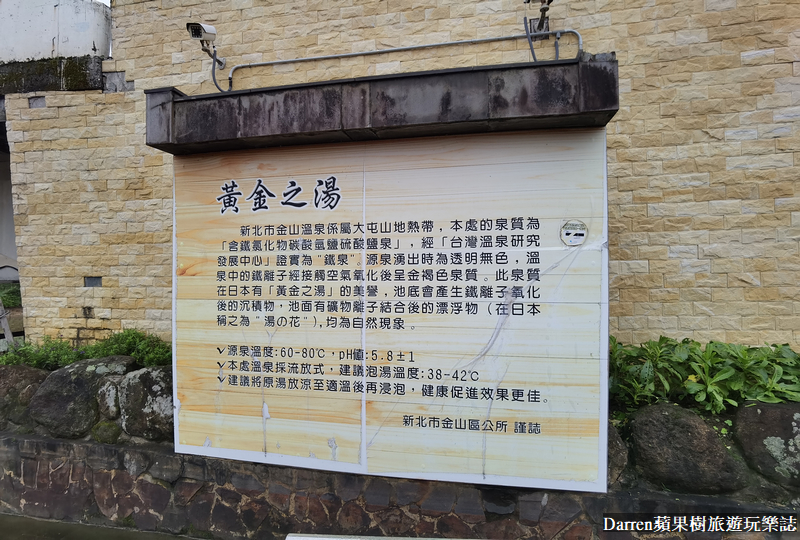 黃金之湯
新北市金山溫泉係屬大屯山地熱帶，本處的泉質為
「含鐵氯化物碳酸氫鹽硫酸鹽泉」，經「台灣溫泉研究
發展中心」證實為“鐵泉”。源泉湧出時為透明無色，溫
泉中的鐵離子經接觸空氣氧化後呈金褐色泉質。此泉質
在日本有「黃金之湯」的美譽，池底會產生鐵離子氧化
後的沉積物，池面有礦物離子結合後的漂浮物（在日本
稱之為“湯の花”），均為自然現象。
✓源泉溫度：60-80℃，pH值：5.8±1
✓本處溫泉採流放式，建議泡湯溫度：38-42℃
✓建議將原湯放涼至適溫後再浸泡，健康促進效果更佳。
新北市金山區公所 謹誌
Darren蘋果樹旅遊玩樂誌